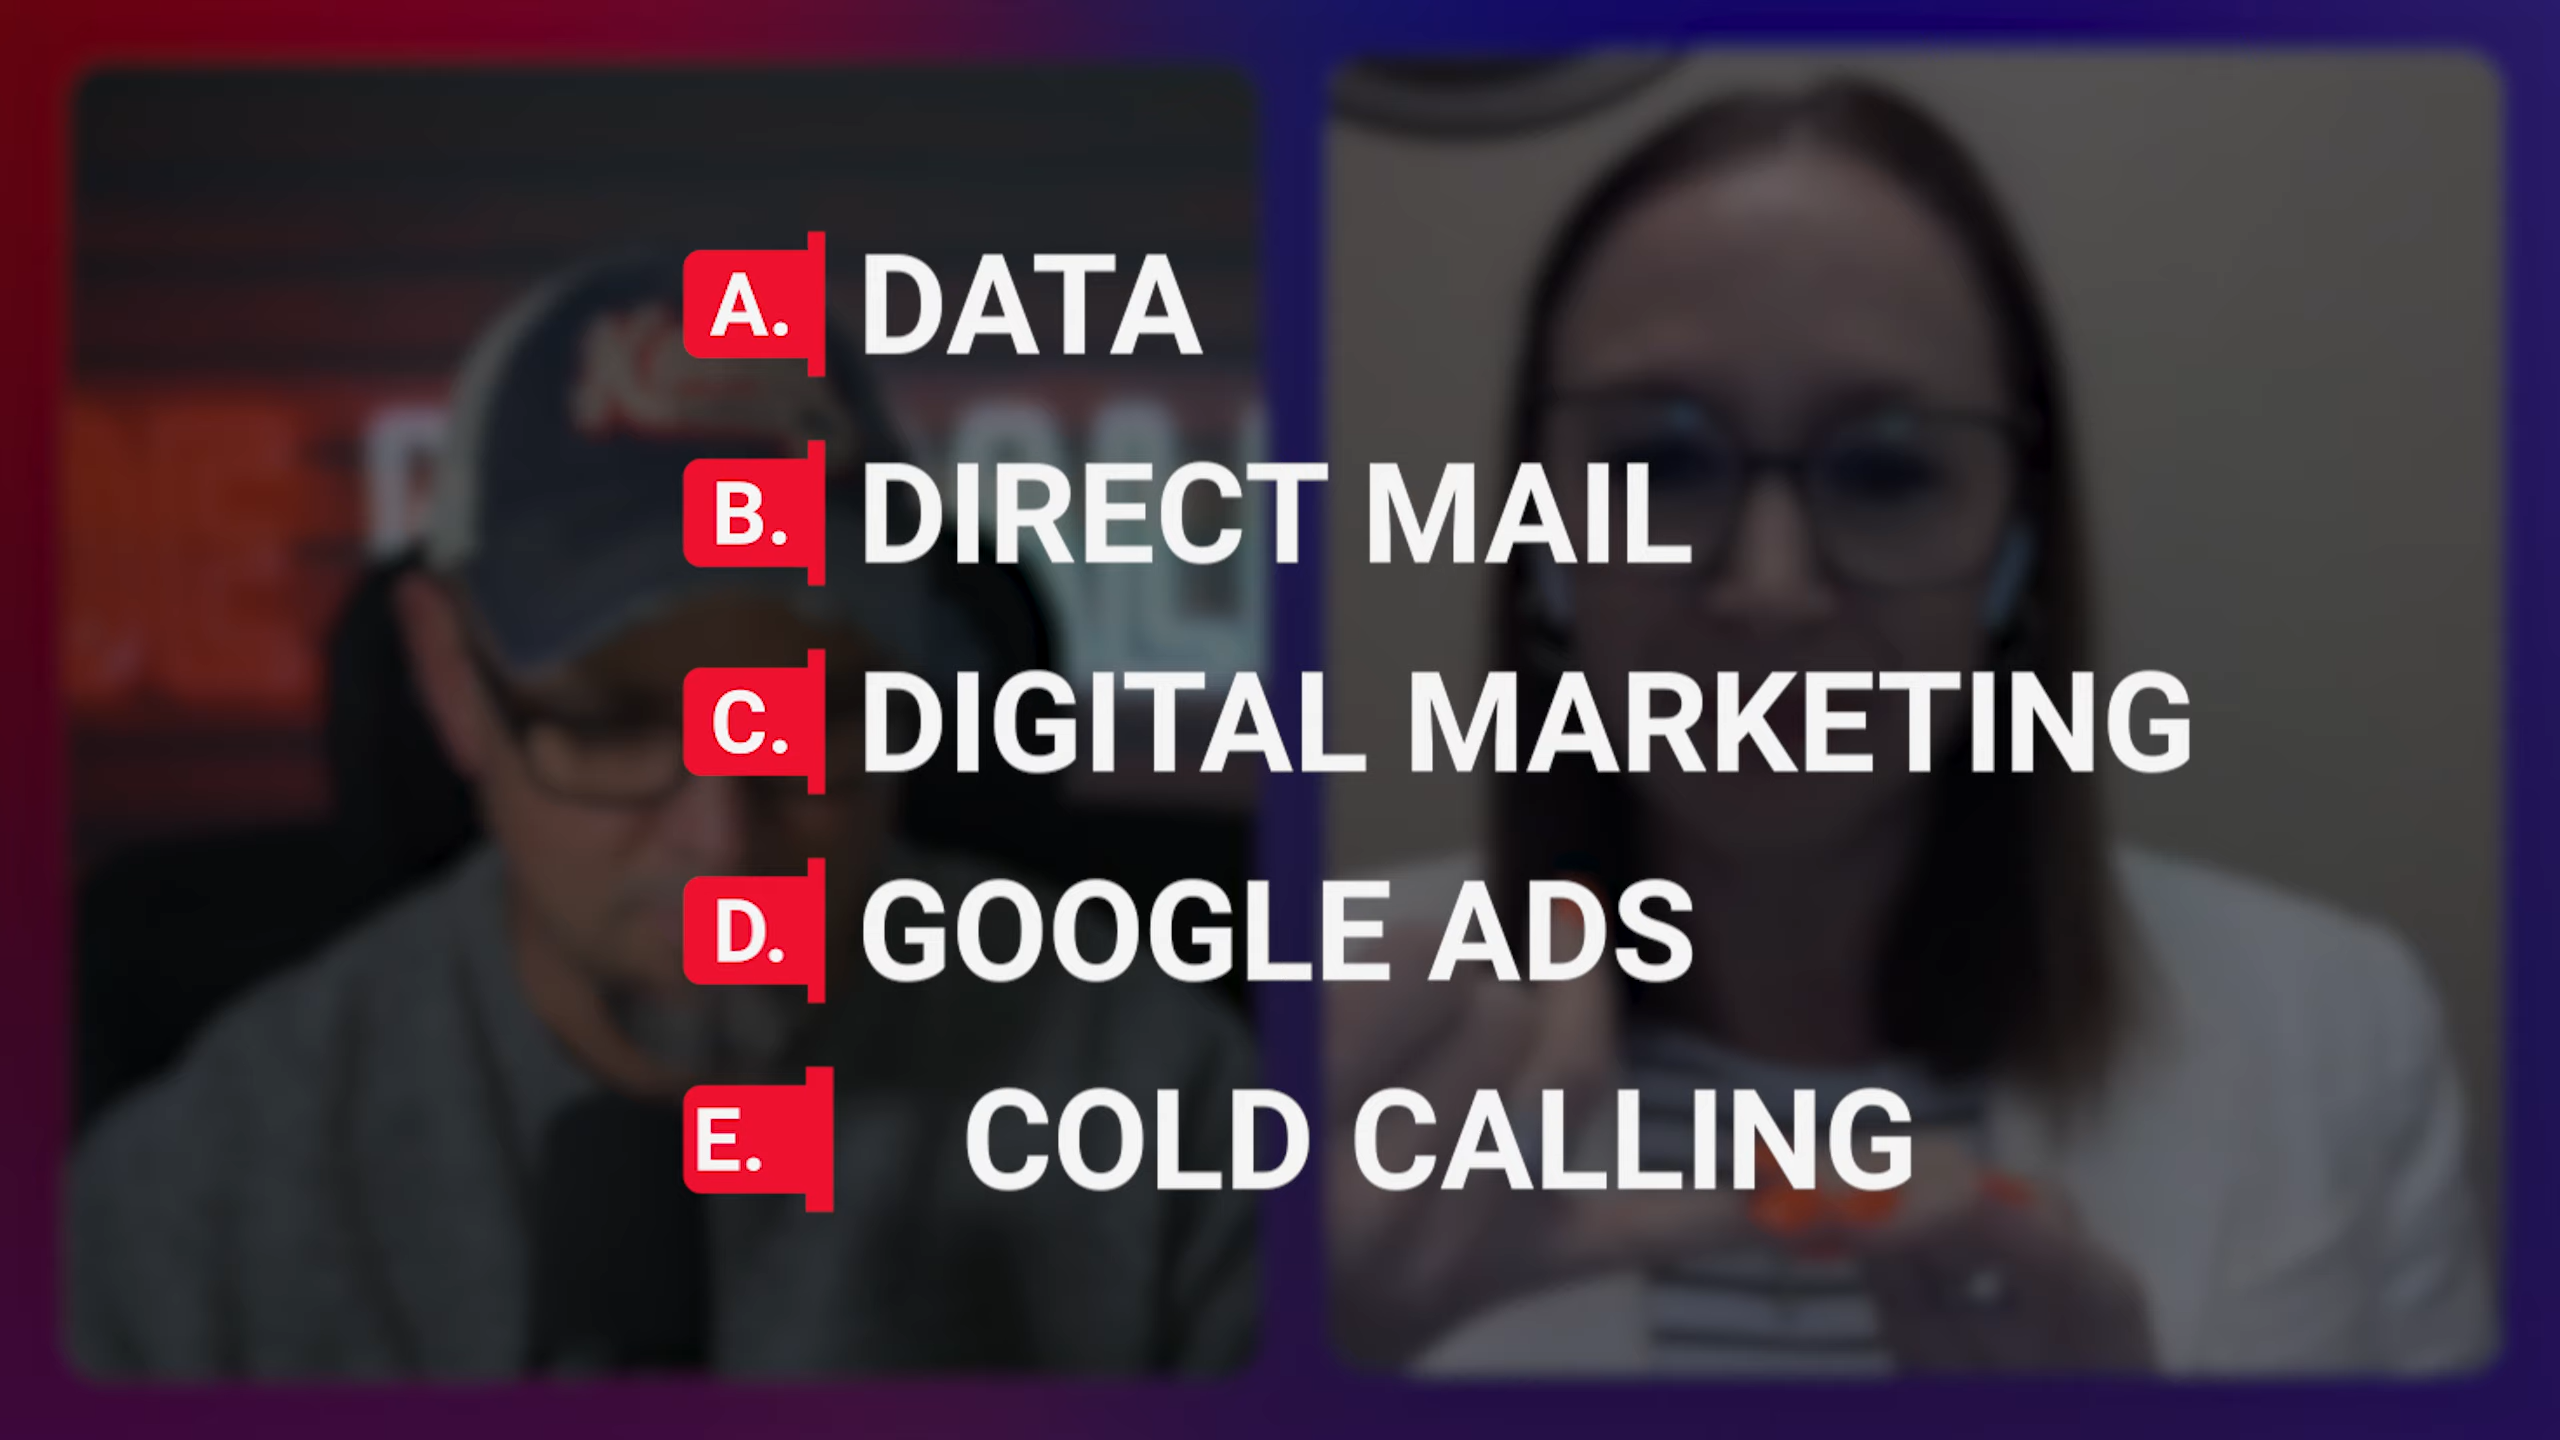 A. DATA
B. DIRECT MAIL
C. DIGITAL MARKETING
D. GOOGLE ADS
E. COLD CALLING